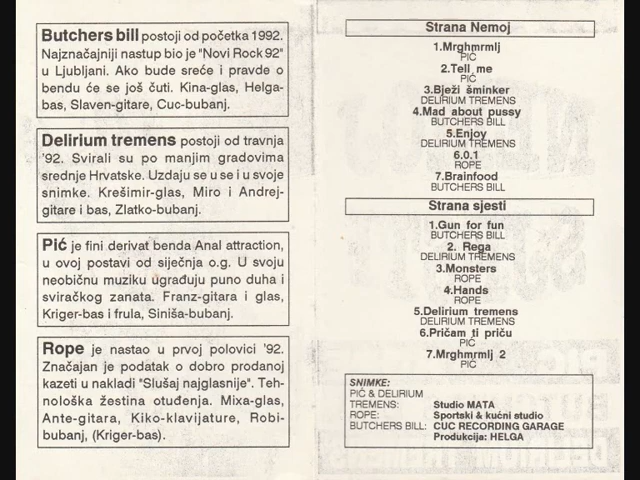 Butchers bill postoji od početka 1992.
Najznačajniji nastup bio je "Novi Rock 92"
u Ljubljani. Ako bude sreće i pravde o
bendu će se još čuti. Kina-glas, Helga-
bas, Slaven-gitare, Cuc-bubanj.
Delirium tremens postoji od travnja
'92. Svirali su po manjim gradovima
srednje Hrvatske. Uzdaju se u se i u svoje
snimke. Krešimir-glas, Miro i Andrej-
gitare i bas, Zlatko-bubanj.
Pić je fini derivat benda Anal attraction,
u ovoj postavi od siječnja o.g. U svoju
neobičnu muziku ugrađuju puno duha i
sviračkog zanata. Franz-gitara i glas,
Kriger-bas i frula, Siniša-bubanj.
Rope je nastao u prvoj polovici '92.
Značajan je podatak o dobro prodanoj
kazeti u nakladi "Slušaj najglasnije". Teh-
nološka žestina otuđenja. Mixa-glas,
Ante-gitara, Kiko-klavijature, Robi-
bubanj, (Kriger-bas).
Strana Nemoj
1.Mrghmrmlj
PIĆ
2.Tell me
PIĆ
3.Bježi šminker
DELIRIUM TREMENS
4.Mad about pussy
BUTCHERS BILL
5.Enjoy
DELIRIUM TREMENS
6.0.1
ROPE
7.Brainfood
BUTCHERS BILL
Strana sjesti
1.Gun for fun
BUTCHERS BILL
2. Rega
DELIRIUM TREMENS
3.Monsters
ROPE
4.Hands
ROPE
5.Delirium tremens
DELIRIUM TREMENS
6.Pričam ti priču
PIĆ
7.Mrghmrmlj 2
PIĆ
SNIMKE:
PIĆ & DELIRIUM
TREMENS: Studio MATA
ROPE: Sportski & kućni studio
BUTCHERS BILL: CUC RECORDING GARAGE
Produkcija: HELGA